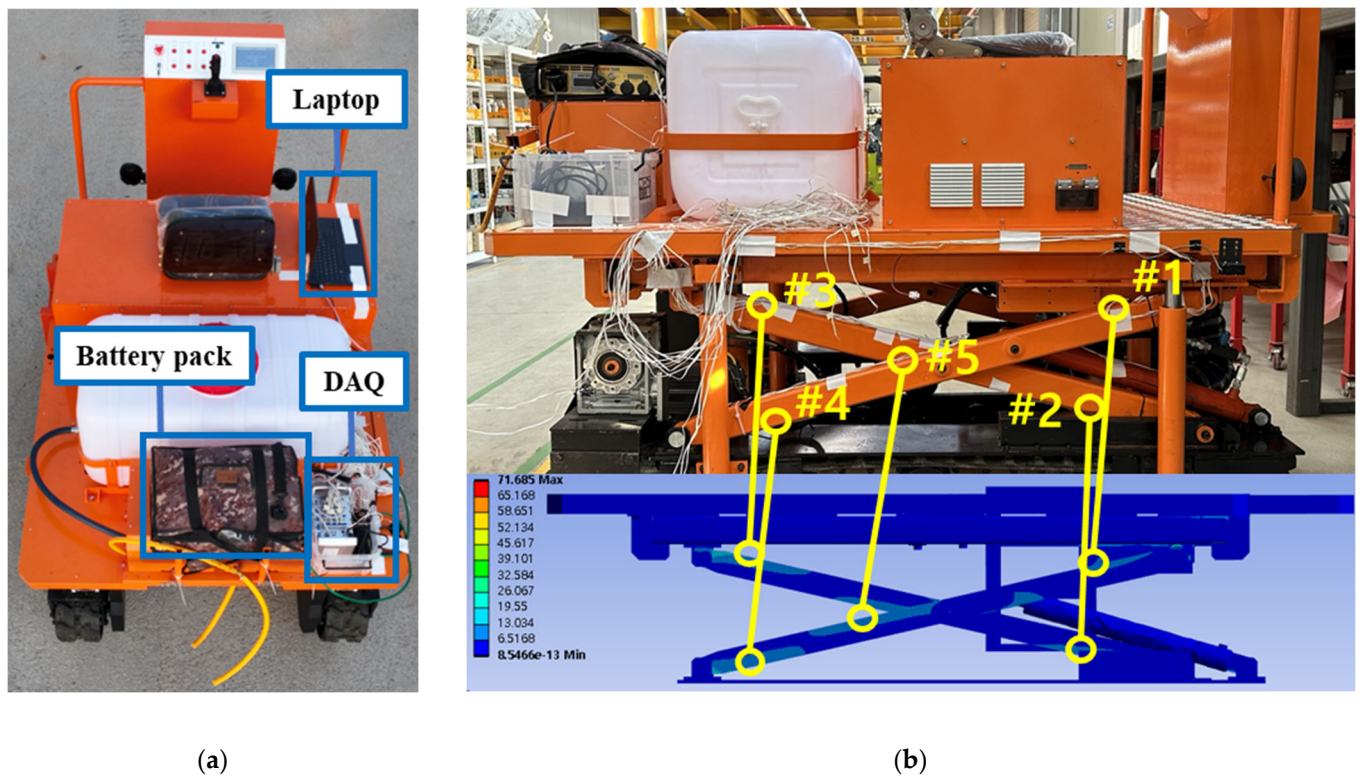 Laptop
Battery pack
DAQ
#3
#1
#5
#4
#2
71.685 Max
65.168
58.651
52.134
45.617
39.101
32.584
26.067
19.55
13.034
6.5168
8.5466e-13 Min
(a)
(b)